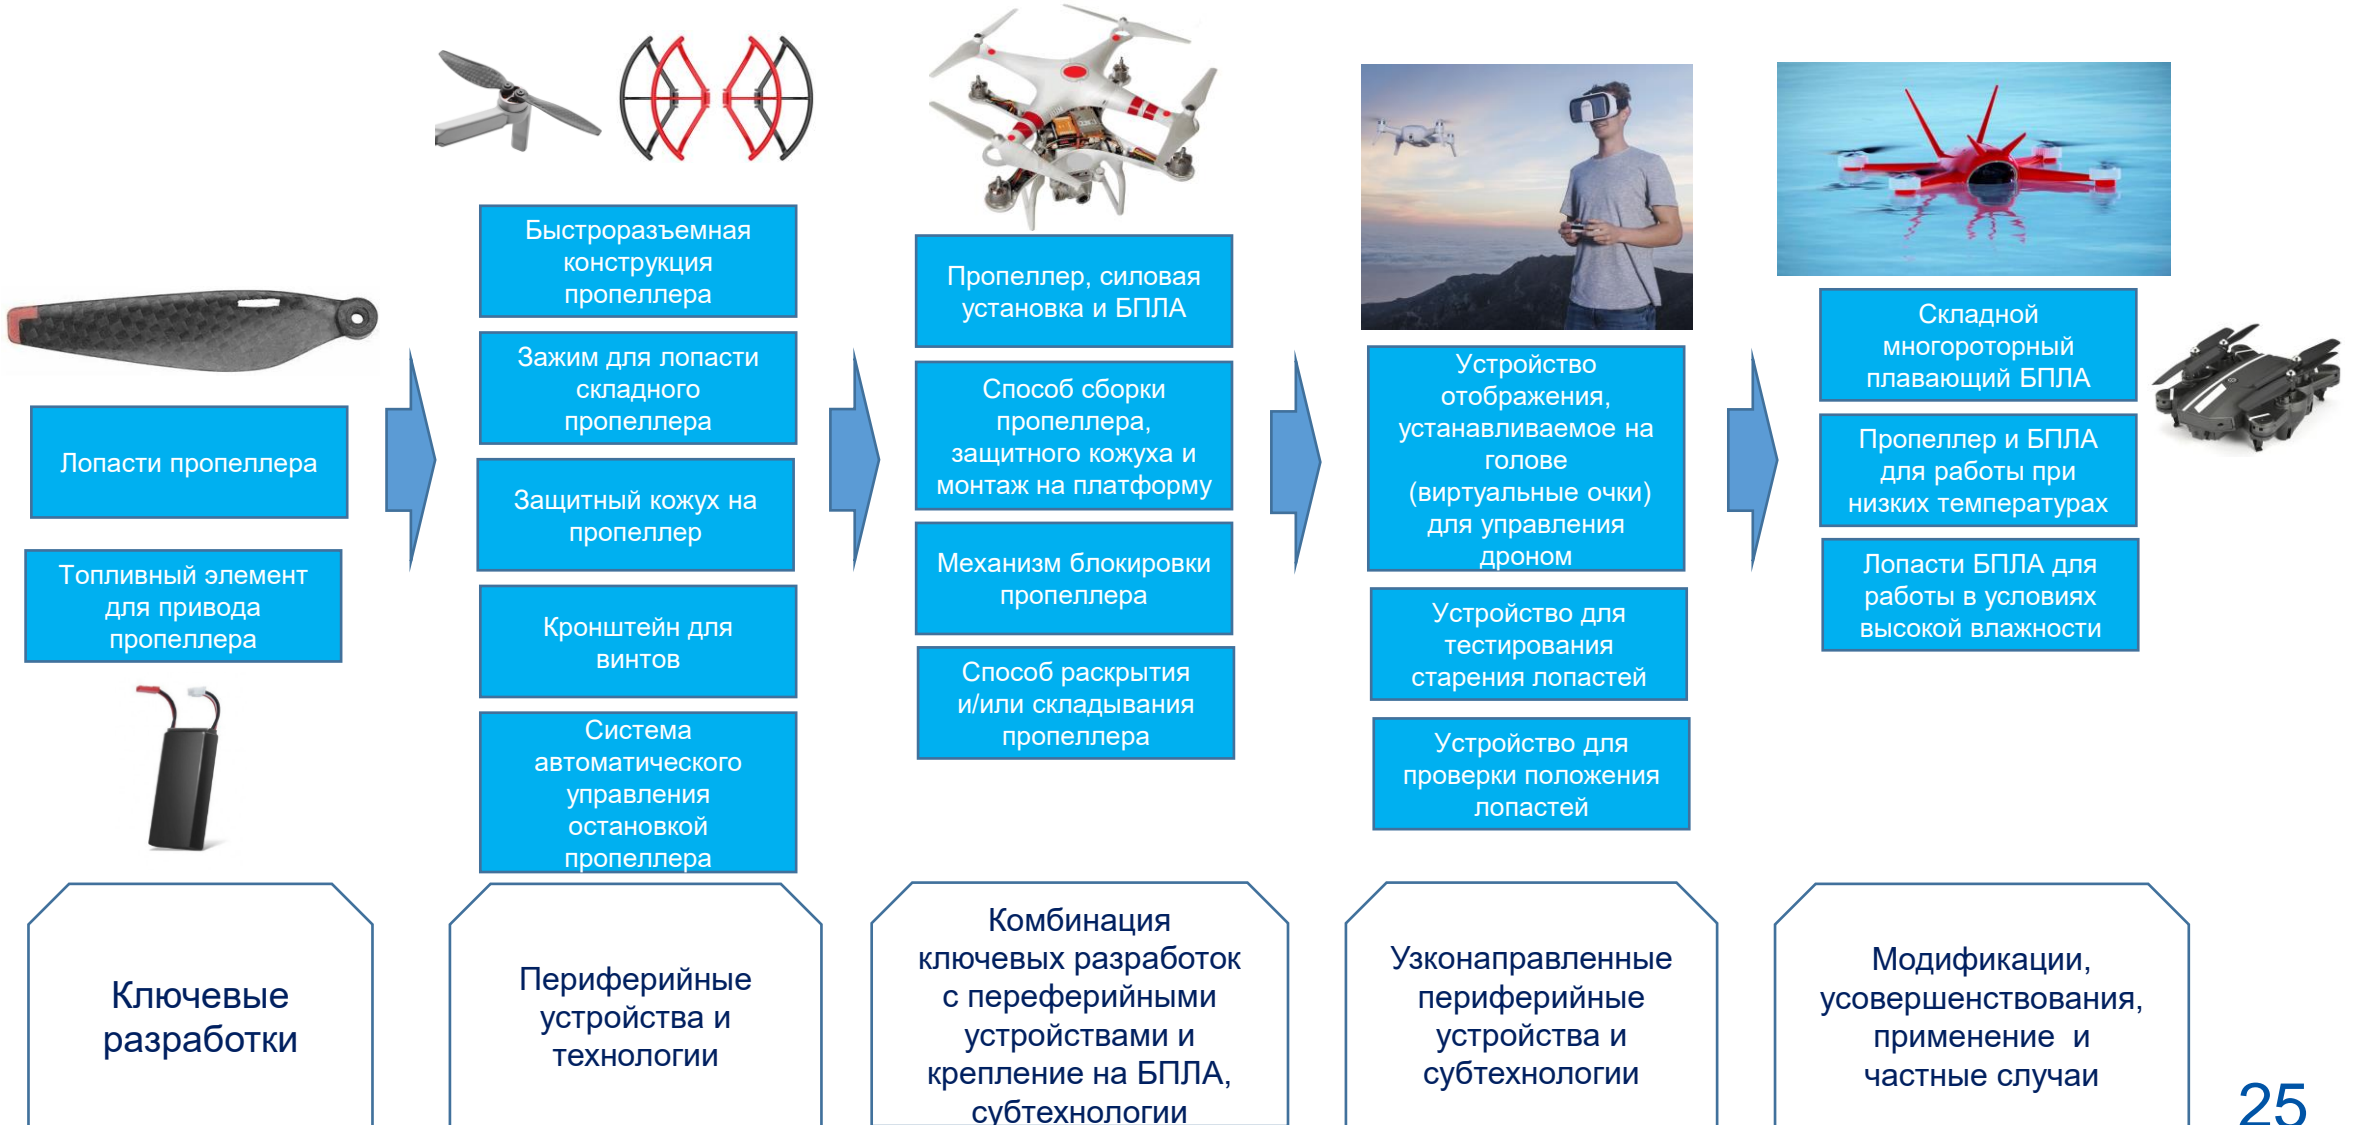 Лопасти пропеллера
Топливный элемент
для привода
пропеллера
Ключевые
разработки
Быстроразъемная
конструкция
пропеллера
Зажим для лопасти
складного
пропеллера
Защитный кожух на
пропеллер
Кронштейн для
винтов
Система
автоматического
управления
остановкой
пропеллера
Периферийные
устройства и
технологии
Пропеллер, силовая
установка и БПЛА
Способ сборки
пропеллера,
защитного кожуха и
монтаж на платформу
Механизм блокировки
пропеллера
Способ раскрытия
и/или складывания
пропеллера
Комбинация
ключевых разработок
с переферийными
устройствами и
крепление на БПЛА,
субтехнологии
Устройство
отображения,
устанавливаемое на
голове
(виртуальные очки)
для управления
дроном
Устройство для
тестирования
старения лопастей
Устройство для
проверки положения
лопастей
Узконаправленные
периферийные
устройства и
субтехнологии
Складной
многороторный
плавающий БПЛА
Пропеллер и БПЛА
для работы при
низких температурах
Лопасти БПЛА для
работы в условиях
высокой влажности
Модификации,
усовершенствования,
применение и
частные случаи
25